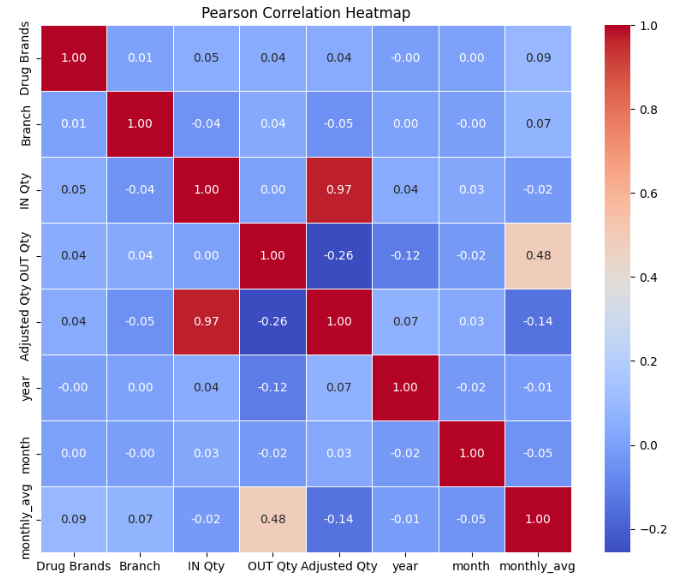 Pearson Correlation Heatmap
Drug Brands 1.00 0.01 0.05 0.04 0.04 -0.00 0.00 0.09
Branch 0.01 1.00 -0.04 0.04 -0.05 0.00 -0.00 0.07
IN Qty 0.05 -0.04 1.00 0.00 0.97 0.04 0.03 -0.02
OUT Qty 0.04 0.04 0.00 1.00 -0.26 -0.12 -0.02 0.48
Adjusted Qty 0.04 -0.05 0.97 -0.26 1.00 0.07 0.03 -0.14
year -0.00 0.00 0.04 -0.12 0.07 1.00 -0.02 -0.01
month 0.00 -0.00 0.03 -0.02 0.03 -0.02 1.00 -0.05
monthly_avg 0.09 0.07 -0.02 0.48 -0.14 -0.01 -0.05 1.00
Drug Brands Branch IN Qty OUT Qty Adjusted Qty year month monthly_avg
1.0
0.8
0.6
0.4
0.2
0.0
−0.2